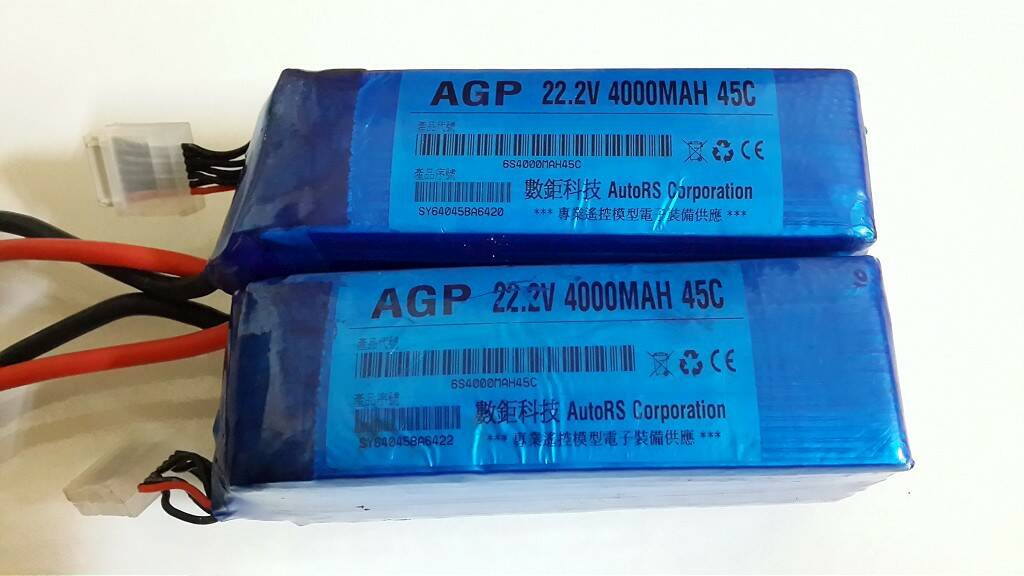 AGP 22.2V 4000MAH 45C
產品代號
6S4000MAH45C
產品序號
SY64045BA6420
數鉅科技 AutoRS Corporation
*** 專業遙控模型電子裝備供應 ***
AGP 22.2V 4000MAH 45C
產品代號
6S4000MAH45C
產品序號
SY64045BA6422
數鉅科技 AutoRS Corporation
*** 專業遙控模型電子裝備供應 ***